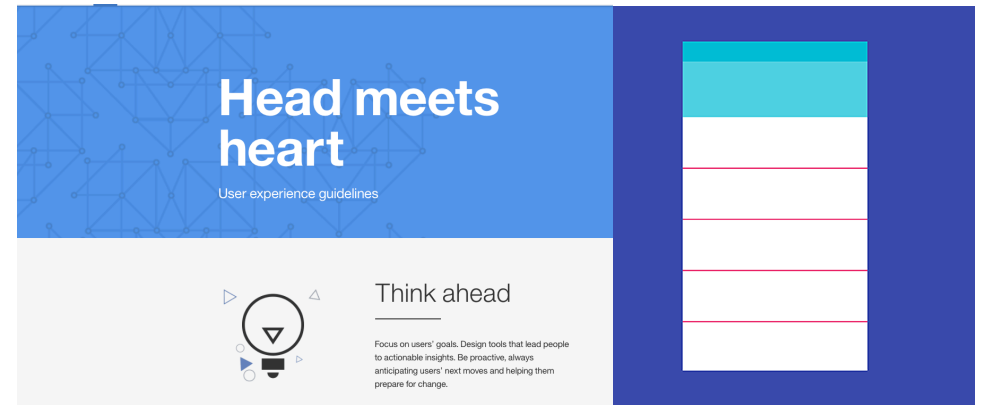 Head meets
heart
User experience guidelines
Think ahead
Focus on users' goals. Design tools that lead people
to actionable insights. Be proactive, always
anticipating users' next moves and helping them
prepare for change.